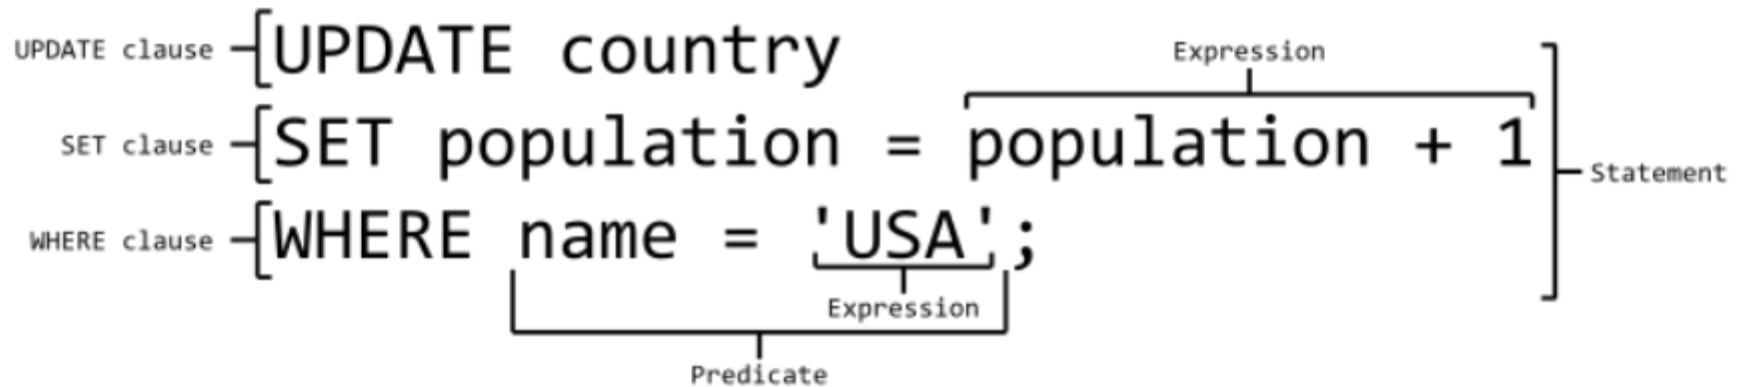 UPDATE clause UPDATE country
Expression
SET clause SET population = population + 1
Statement
WHERE clause WHERE name = 'USA';
Expression
Predicate